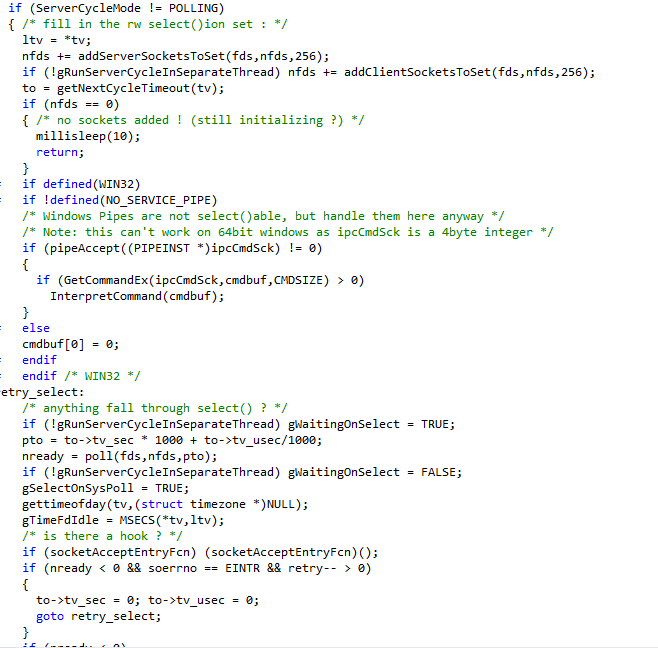 if (ServerCycleMode != POLLING)
{ /* fill in the rw select()ion set : */
ltv = *tv;
nfds += addServerSocketsToSet(fds,nfds,256);
if (!gRunServerCycleInSeparateThread) nfds += addClientSocketsToSet(fds,nfds,256);
to = getNextCycleTimeout(tv);
if (nfds == 0)
{ /* no sockets added ! (still initializing ?) */
millisleep(10);
return;
}
if defined(WIN32)
if !defined(NO_SERVICE_PIPE)
/* Windows Pipes are not select()able, but handle them here anyway */
/* Note: this can't work on 64bit windows as ipcCmdSck is a 4byte integer */
if (pipeAccept((PIPEINST *)ipcCmdSck) != 0)
{
if (GetCommandEx(ipcCmdSck,cmdbuf,CMDSIZE) > 0)
InterpretCommand(cmdbuf);
}
else
cmdbuf[0] = 0;
endif
endif /* WIN32 */
etry_select:
/* anything fall through select() ? */
if (!gRunServerCycleInSeparateThread) gWaitingOnSelect = TRUE;
pto = to->tv_sec * 1000 + to->tv_usec/1000;
nready = poll(fds,nfds,pto);
if (!gRunServerCycleInSeparateThread) gWaitingOnSelect = FALSE;
gSelectOnSysPoll = TRUE;
gettimeofday(tv,(struct timezone *)NULL);
gTimeFdIdle = MSECS(*tv,ltv);
/* is there a hook ? */
if (socketAcceptEntryFcn) (socketAcceptEntryFcn)();
if (nready < 0 && soerrno == EINTR && retry-- > 0)
{
to->tv_sec = 0; to->tv_usec = 0;
goto retry_select;
}